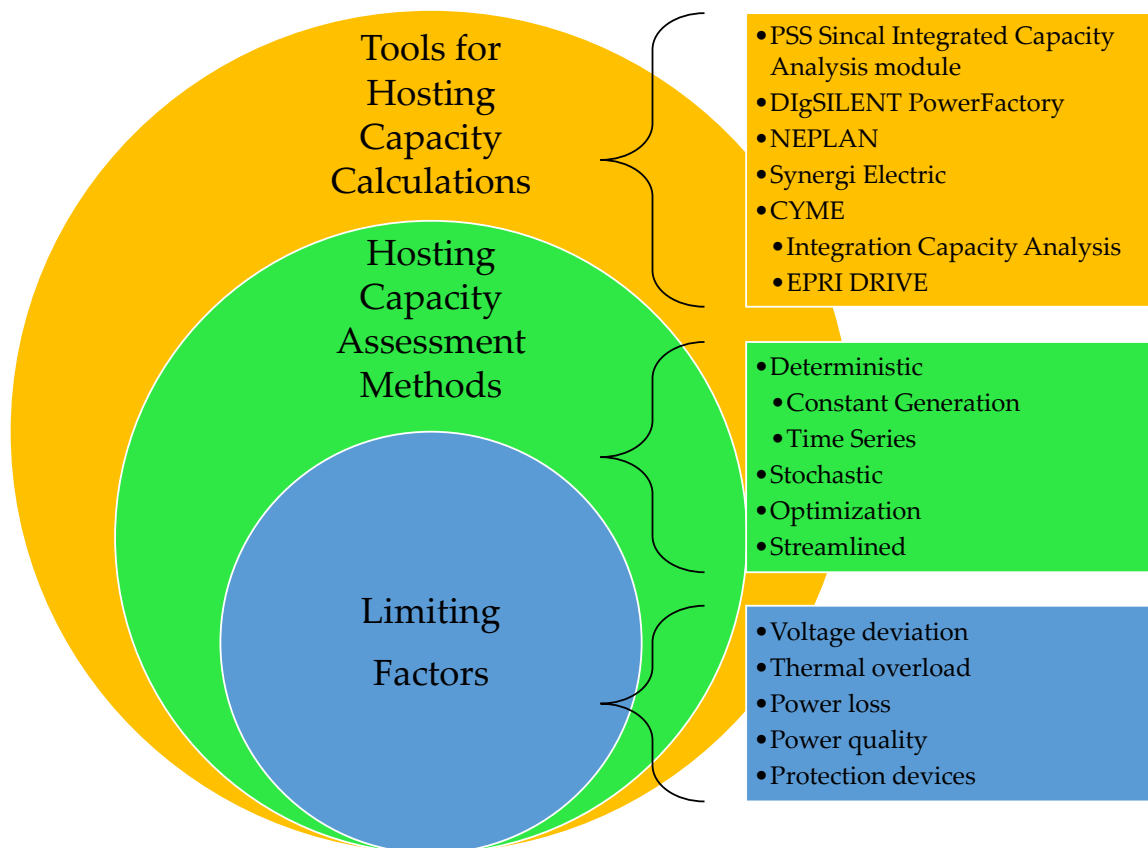 Tools for
Hosting
Capacity
Calculations
•PSS Sincal Integrated Capacity
Analysis module
•DIgSILENT PowerFactory
•NEPLAN
•Synergi Electric
•CYME
•Integration Capacity Analysis
•EPRI DRIVE
Hosting
Capacity
Assessment
Methods
•Deterministic
•Constant Generation
•Time Series
•Stochastic
•Optimization
•Streamlined
Limiting
Factors
•Voltage deviation
•Thermal overload
•Power loss
•Power quality
•Protection devices